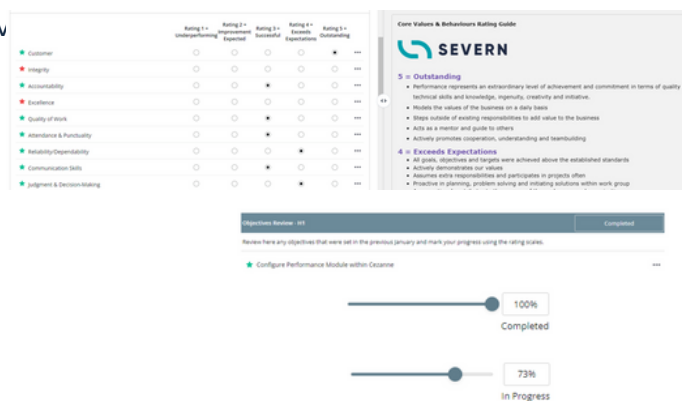 Rating 1 = Underperforming
Rating 2 = Improvement Expected
Rating 3 = Successful
Rating 4 = Exceeds Expectations
Rating 5 = Outstanding
Customer
Integrity
Accountability
Excellence
Quality of Work
Attendance & Punctuality
Reliability/Dependability
Communication Skills
Judgment & Decision-Making
Core Values & Behaviours Rating Guide
SEVERN
5 = Outstanding
Performance represents an extraordinary level of achievement and commitment in terms of quality
technical skills and knowledge, ingenuity, creativity and initiative.
Models the values of the business on a daily basis
Steps outside of existing responsibilities to add value to the business
Acts as a mentor and guide to others
Actively promotes cooperation, understanding and teambuilding
4 = Exceeds Expectations
All goals, objectives and targets were achieved above the established standards
Actively demonstrates our values
Assumes extra responsibilities and participates in projects often
Proactive in planning, problem solving and initiating solutions within work group
Objectives Review - H1
Completed
Review here any objectives that were set in the previous January and mark your progress using the rating scales.
Configure Performance Module within Cezanne
100%
Completed
73%
In Progress